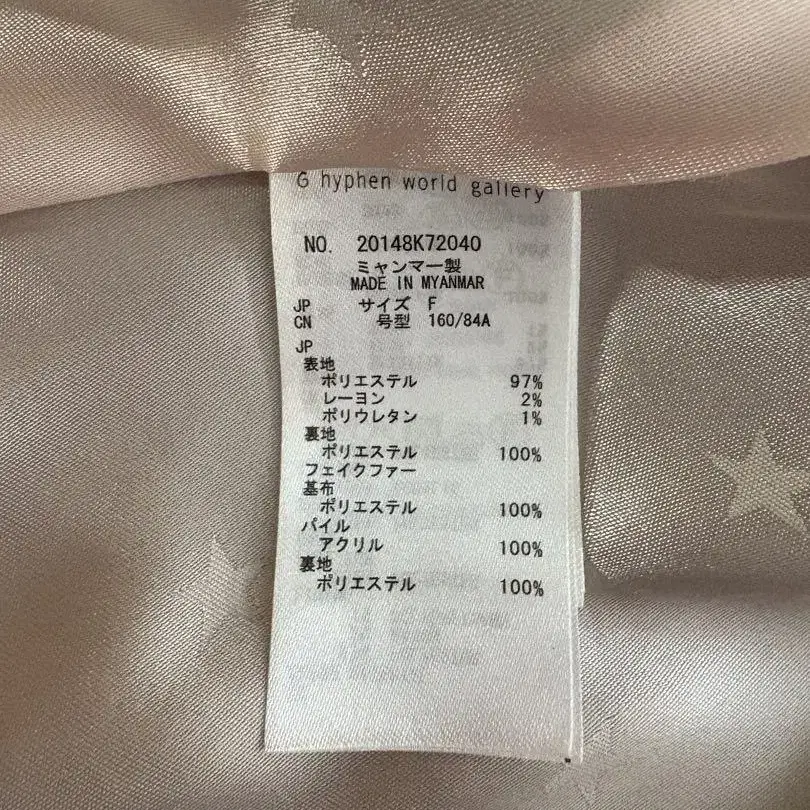 G hyphen world gallery
NO. 20148K72040
ミャンマー製
MADE IN MYANMAR
JP サイズ F
CN 号型 160/84A
JP
表地
ポリエステル 97%
レーヨン 2%
ポリウレタン 1%
裏地
ポリエステル 100%
フェイクファー
基布
ポリエステル 100%
パイル
アクリル 100%
裏地
ポリエステル 100%